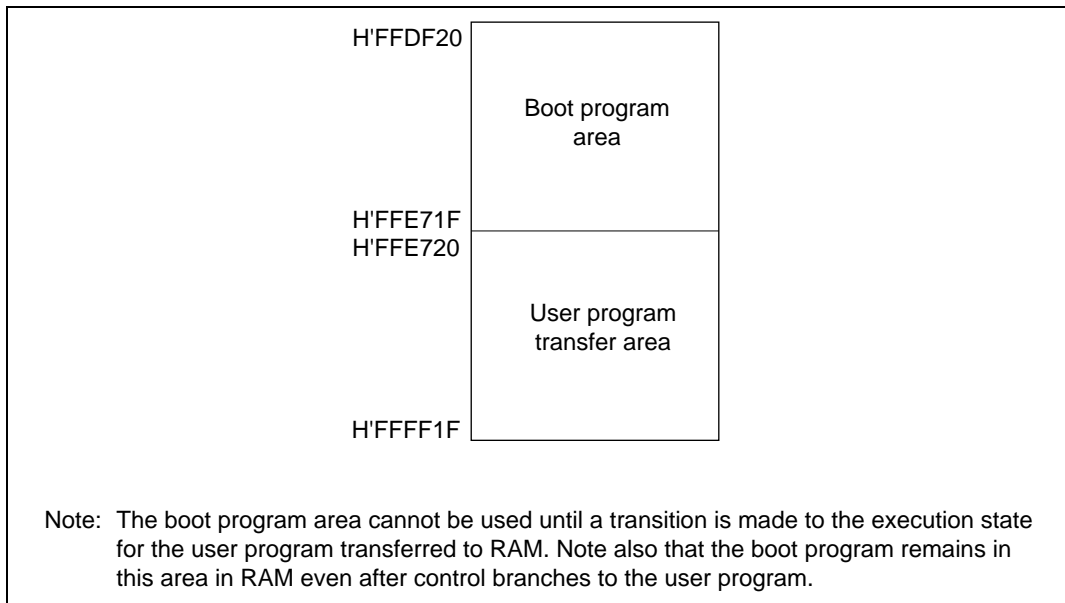 H'FFDF20
Boot program
area
H'FFE71F
H'FFE720
User program
transfer area
H'FFFF1F
Note: The boot program area cannot be used until a transition is made to the execution state
for the user program transferred to RAM. Note also that the boot program remains in
this area in RAM even after control branches to the user program.